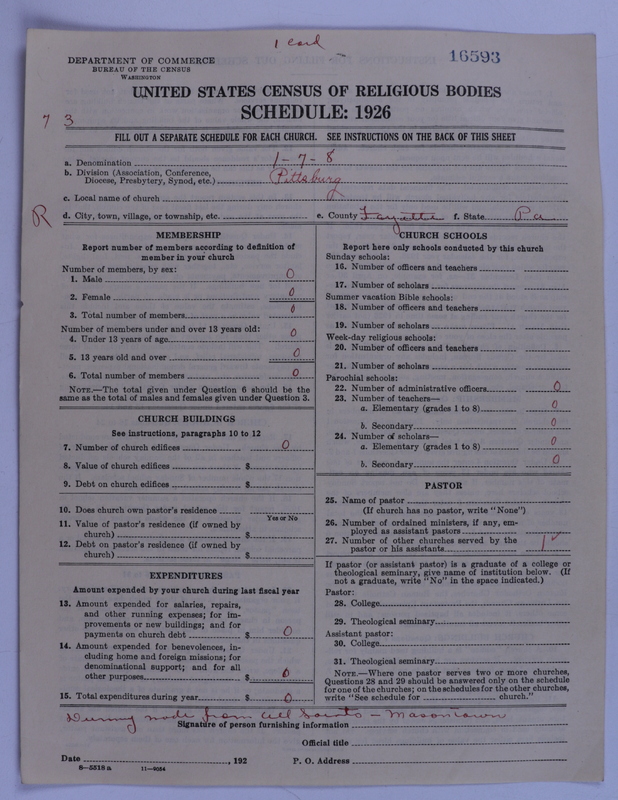 1 card
16593
DEPARTMENT OF COMMERCE
BUREAU OF THE CENSUS
WASHINGTON
UNITED STATES CENSUS OF RELIGIOUS BODIES
SCHEDULE: 1926
7 3
FILL OUT A SEPARATE SCHEDULE FOR EACH CHURCH. SEE INSTRUCTIONS ON THE BACK OF THIS SHEET
a. Denomination 1-7-8
b. Division (Association, Conference,
Diocese, Presbytery, Synod, etc.) Pittsburg
c. Local name of church
R
d. City, town, village, or township, etc. e. County Fayette f. State Pa
MEMBERSHIP
Report number of members according to definition of
member in your church
Number of members, by sex:
1. Male 0
2. Female 0
3. Total number of members 0
Number of members under and over 13 years old:
4. Under 13 years of age 0
5. 13 years old and over 0
6. Total number of members 0
NOTE.—The total given under Question 6 should be the
same as the total of males and females given under Question 3.
CHURCH BUILDINGS
See instructions, paragraphs 10 to 12
7. Number of church edifices 0
8. Value of church edifices $
9. Debt on church edifices $
10. Does church own pastor's residence
Yes or No
11. Value of pastor's residence (if owned by
church) $
12. Debt on pastor's residence (if owned by
church) $
EXPENDITURES
Amount expended by your church during last fiscal year
13. Amount expended for salaries, repairs,
and other running expenses; for im-
provements or new buildings; and for
payments on church debt $ 0
14. Amount expended for benevolences, in-
cluding home and foreign missions; for
denominational support; and for all
other purposes $ 0
15. Total expenditures during year $ 0
CHURCH SCHOOLS
Report here only schools conducted by this church
Sunday schools:
16. Number of officers and teachers
17. Number of scholars
Summer vacation Bible schools:
18. Number of officers and teachers
19. Number of scholars
Week-day religious schools:
20. Number of officers and teachers
21. Number of scholars
Parochial schools:
22. Number of administrative officers 0
23. Number of teachers—
a. Elementary (grades 1 to 8) 0
b. Secondary 0
24. Number of scholars—
a. Elementary (grades 1 to 8) 0
b. Secondary 0
PASTOR
25. Name of pastor
(If church has no pastor, write "None")
26. Number of ordained ministers, if any, em-
ployed as assistant pastors
27. Number of other churches served by the
pastor or his assistants 1
If pastor (or assistant pastor) is a graduate of a college or
theological seminary, give name of institution below. (If
not a graduate, write "No" in the space indicated.)
Pastor:
28. College
29. Theological seminary
Assistant pastor:
30. College
31. Theological seminary
NOTE.—Where one pastor serves two or more churches,
Questions 28 and 29 should be answered only on the schedule
for one of the churches; on the schedules for the other churches,
write "See schedule for church."
Dummy made from All Saints - Masontown
Signature of person furnishing information
Official title
Date , 192 P. O. Address
8-5518a 11-9034